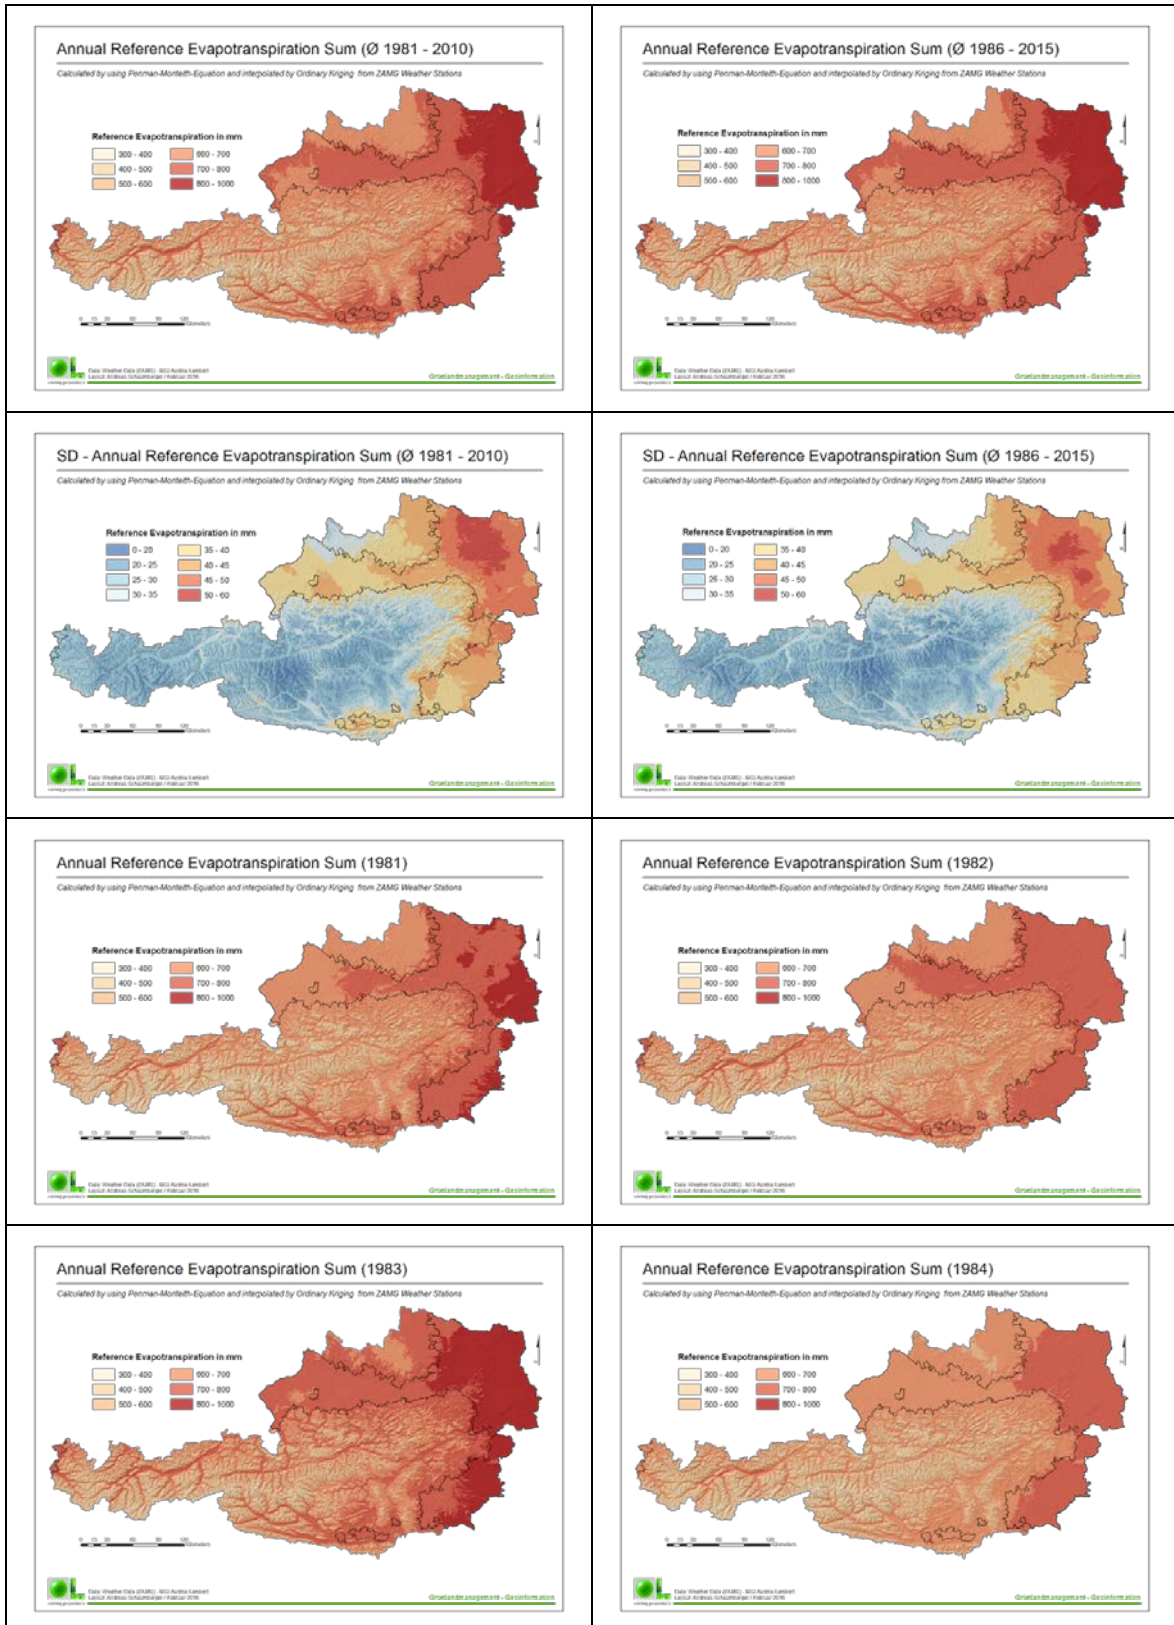 Annual Reference Evapotranspiration Sum (Ø 1981 - 2010)
Calculated by using Penman-Monteith-Equation and interpolated by Ordinary Kriging from ZAMG Weather Stations
Reference Evapotranspiration in mm
300 - 400 600 - 700
400 - 500 700 - 800
500 - 600 800 - 1000
Gruenlandmanagement - Geoinformation
Annual Reference Evapotranspiration Sum (Ø 1986 - 2015)
Calculated by using Penman-Monteith-Equation and interpolated by Ordinary Kriging from ZAMG Weather Stations
Reference Evapotranspiration in mm
300 - 400 600 - 700
400 - 500 700 - 800
500 - 600 800 - 1000
Gruenlandmanagement - Geoinformation
SD - Annual Reference Evapotranspiration Sum (Ø 1981 - 2010)
Calculated by using Penman-Monteith-Equation and interpolated by Ordinary Kriging from ZAMG Weather Stations
Reference Evapotranspiration in mm
0 - 20 35 - 40
20 - 25 40 - 45
25 - 30 45 - 50
30 - 35 50 - 60
Gruenlandmanagement - Geoinformation
SD - Annual Reference Evapotranspiration Sum (Ø 1986 - 2015)
Calculated by using Penman-Monteith-Equation and interpolated by Ordinary Kriging from ZAMG Weather Stations
Reference Evapotranspiration in mm
0 - 20 35 - 40
20 - 25 40 - 45
25 - 30 45 - 50
30 - 35 50 - 60
Gruenlandmanagement - Geoinformation
Annual Reference Evapotranspiration Sum (1981)
Calculated by using Penman-Monteith-Equation and interpolated by Ordinary Kriging from ZAMG Weather Stations
Reference Evapotranspiration in mm
300 - 400 600 - 700
400 - 500 700 - 800
500 - 600 800 - 1000
Gruenlandmanagement - Geoinformation
Annual Reference Evapotranspiration Sum (1982)
Calculated by using Penman-Monteith-Equation and interpolated by Ordinary Kriging from ZAMG Weather Stations
Reference Evapotranspiration in mm
300 - 400 600 - 700
400 - 500 700 - 800
500 - 600 800 - 1000
Gruenlandmanagement - Geoinformation
Annual Reference Evapotranspiration Sum (1983)
Calculated by using Penman-Monteith-Equation and interpolated by Ordinary Kriging from ZAMG Weather Stations
Reference Evapotranspiration in mm
300 - 400 600 - 700
400 - 500 700 - 800
500 - 600 800 - 1000
Gruenlandmanagement - Geoinformation
Annual Reference Evapotranspiration Sum (1984)
Calculated by using Penman-Monteith-Equation and interpolated by Ordinary Kriging from ZAMG Weather Stations
Reference Evapotranspiration in mm
300 - 400 600 - 700
400 - 500 700 - 800
500 - 600 800 - 1000
Gruenlandmanagement - Geoinformation